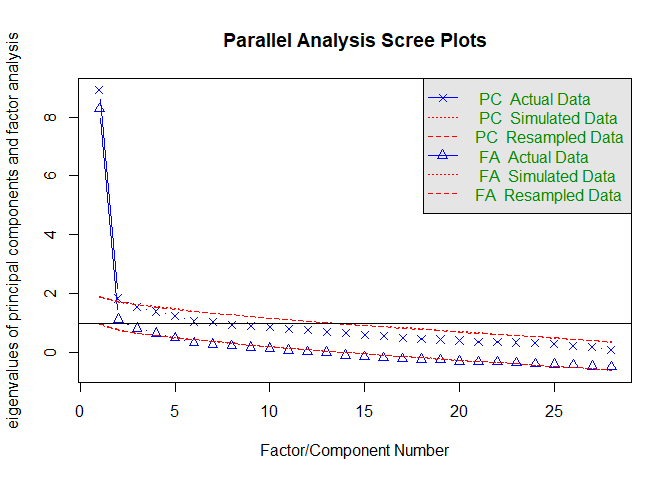 Parallel Analysis Scree Plots
eigenvalues of principal components and factor analysis
8
6
4
2
0
PC Actual Data
PC Simulated Data
PC Resampled Data
FA Actual Data
FA Simulated Data
FA Resampled Data
0 5 10 15 20 25
Factor/Component Number